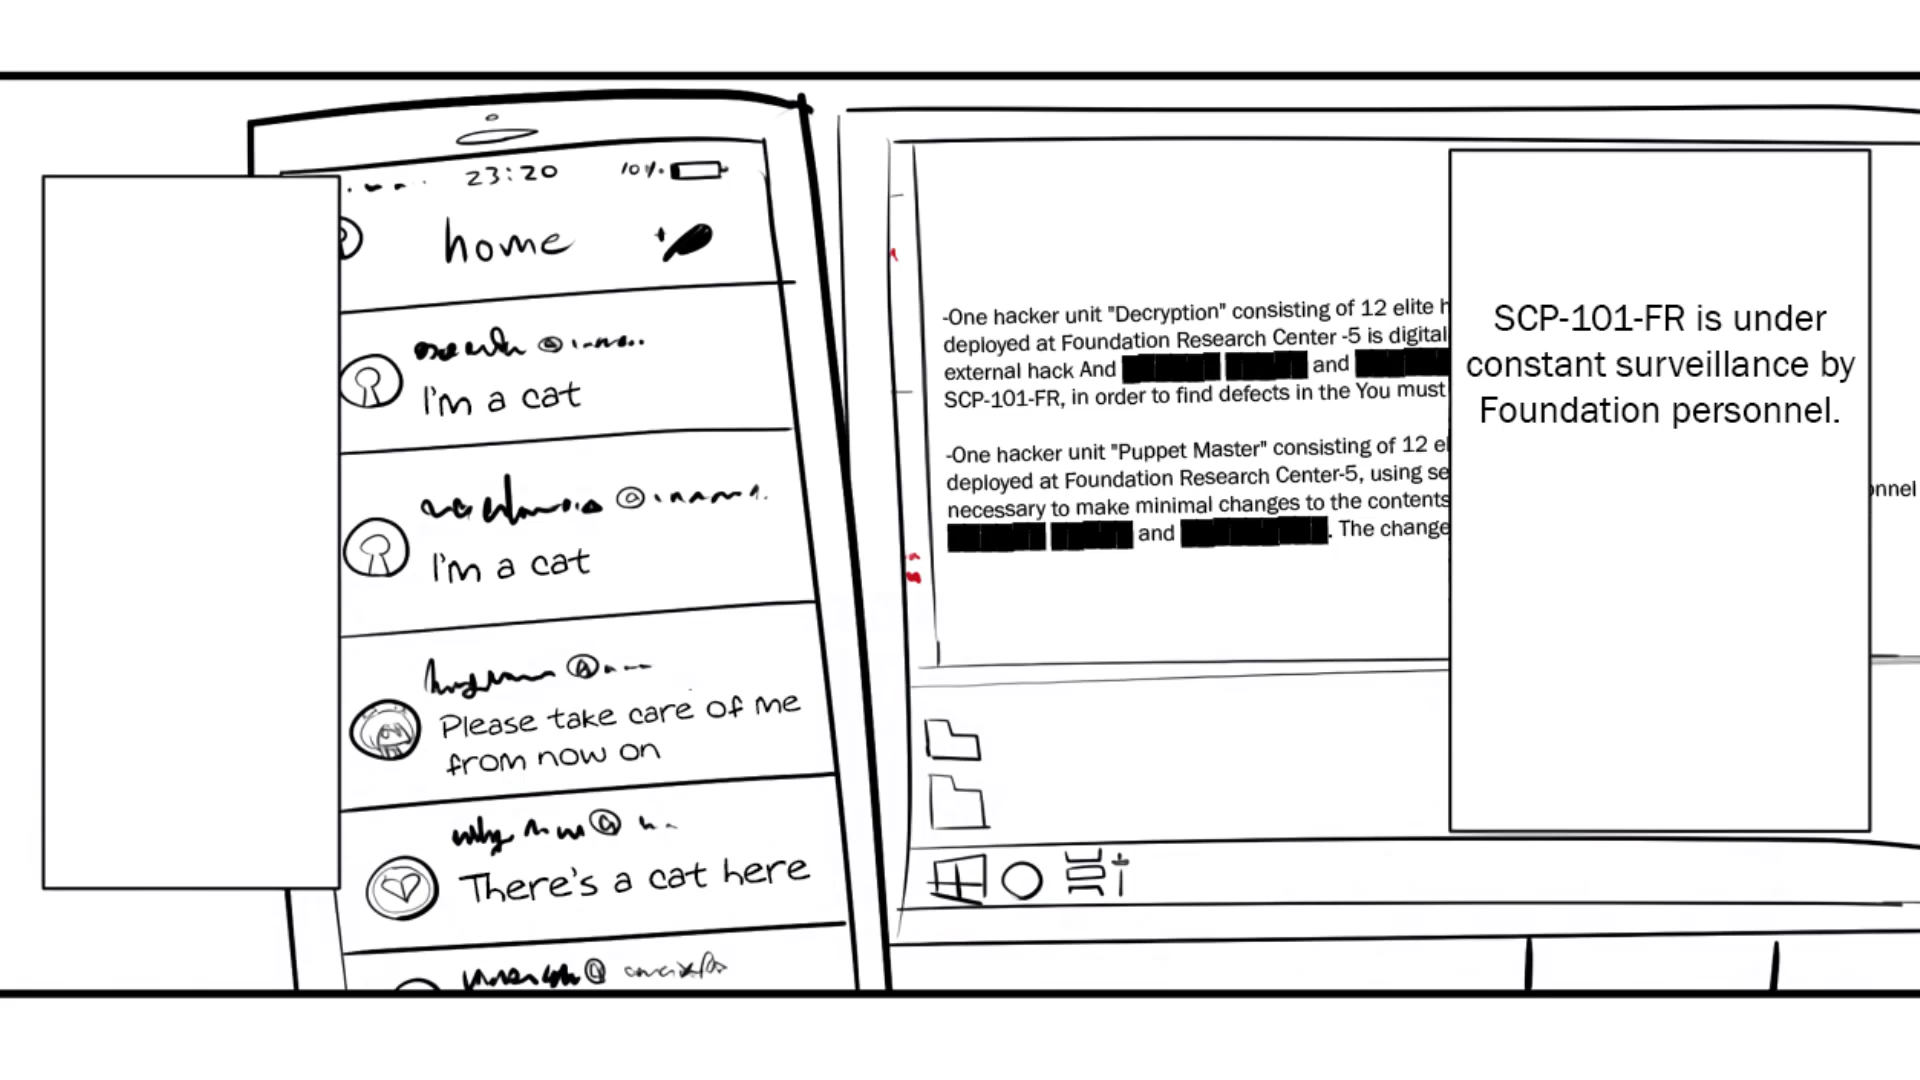 23:20 10%
home
I'm a cat
I'm a cat
Please take care of me
from now on
There's a cat here
-One hacker unit "Decryption" consisting of 12 elite h
deployed at Foundation Research Center -5 is digital
external hack And and
SCP-101-FR, in order to find defects in the You must
-One hacker unit "Puppet Master" consisting of 12 el
deployed at Foundation Research Center-5, using se
necessary to make minimal changes to the contents
and . The change
SCP-101-FR is under
constant surveillance by
Foundation personnel.
onnel